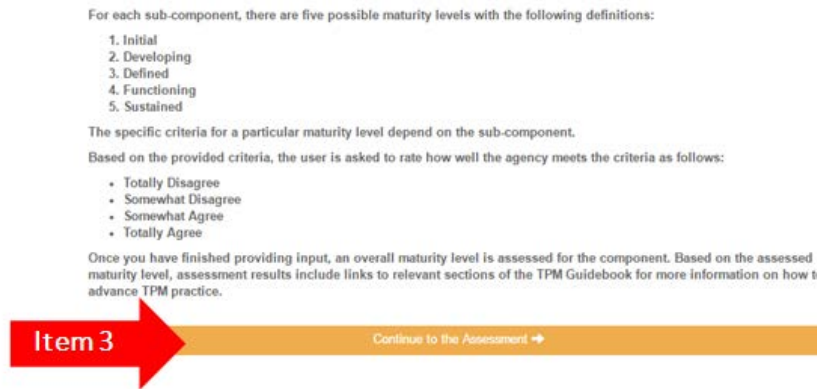 For each sub-component, there are five possible maturity levels with the following definitions:
1. Initial
2. Developing
3. Defined
4. Functioning
5. Sustained
The specific criteria for a particular maturity level depend on the sub-component.
Based on the provided criteria, the user is asked to rate how well the agency meets the criteria as follows:
• Totally Disagree
• Somewhat Disagree
• Somewhat Agree
• Totally Agree
Once you have finished providing input, an overall maturity level is assessed for the component. Based on the assessed
maturity level, assessment results include links to relevant sections of the TPM Guidebook for more information on how t
advance TPM practice.
Item 3
Continue to the Assessment ➔